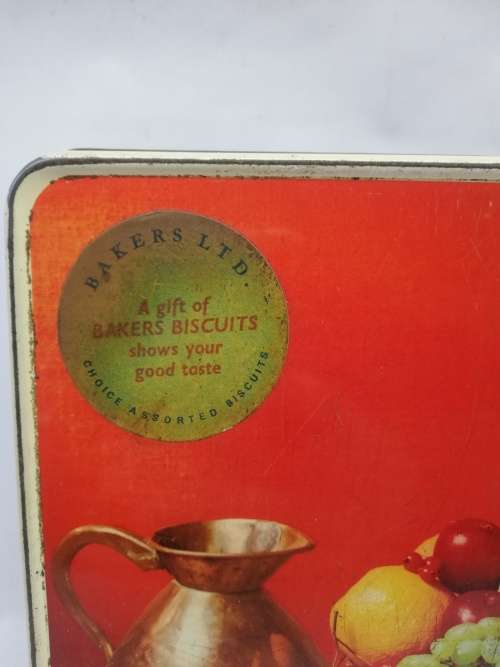 BAKERS LTD.
A gift of
BAKERS BISCUITS
shows your
good taste
CHOICE ASSORTED BISCUITS